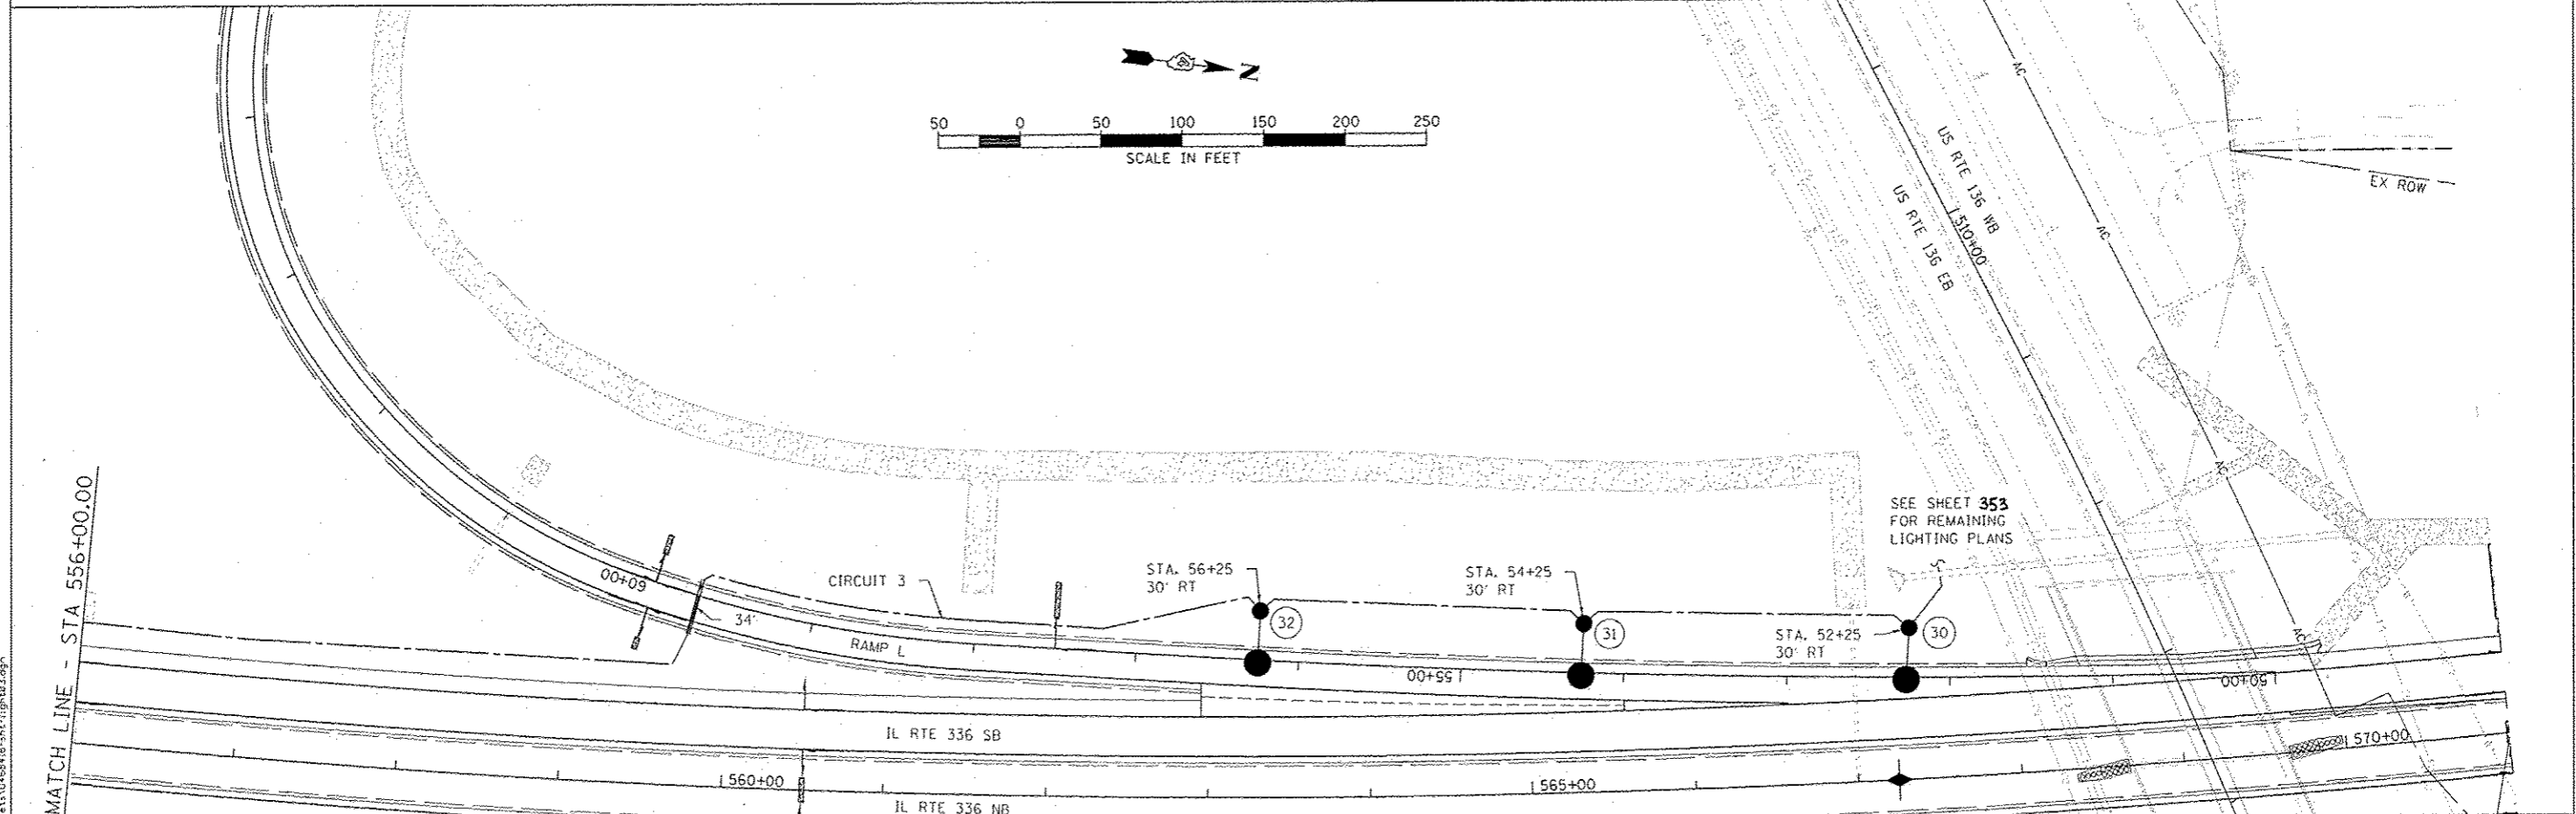 N
50 0 50 100 150 200 250
SCALE IN FEET
AC
US RTE 136 WB
510+00
US RTE 136 EB
AC
EX ROW
AC
AC
SEE SHEET 353
FOR REMAINING
LIGHTING PLANS
MATCH LINE - STA 556+00.00
60+00
34'
CIRCUIT 3
RAMP L
STA. 56+25
30' RT
32
STA. 54+25
30' RT
31
STA. 52+25
30' RT
30
55+00
50+00
IL RTE 336 SB
560+00
IL RTE 336 NB
565+00
570+00